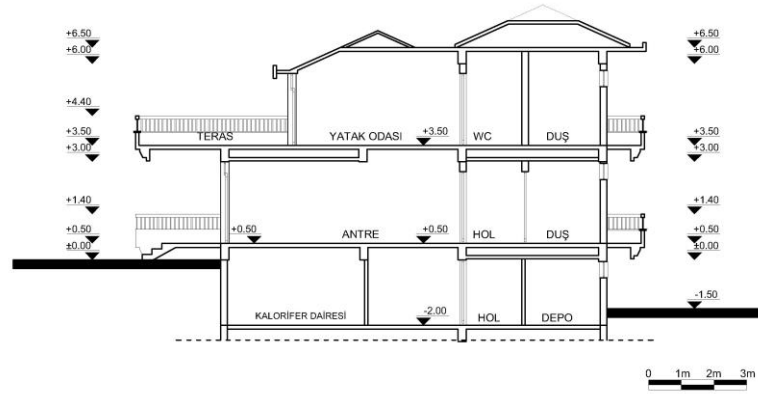 +6.50
+6.50
+6.00
+6.00
+4.40
+4.40
+3.50
TERAS
YATAK ODASI
+3.50
WC
DUŞ
+3.50
+3.00
+3.00
+1.40
+1.40
+0.50
+0.50
ANTRE
+0.50
HOL
DUŞ
+0.50
±0.00
±0.00
-1.50
KALORİFER DAİRESİ
-2.00
HOL
DEPO
0 1m 2m 3m